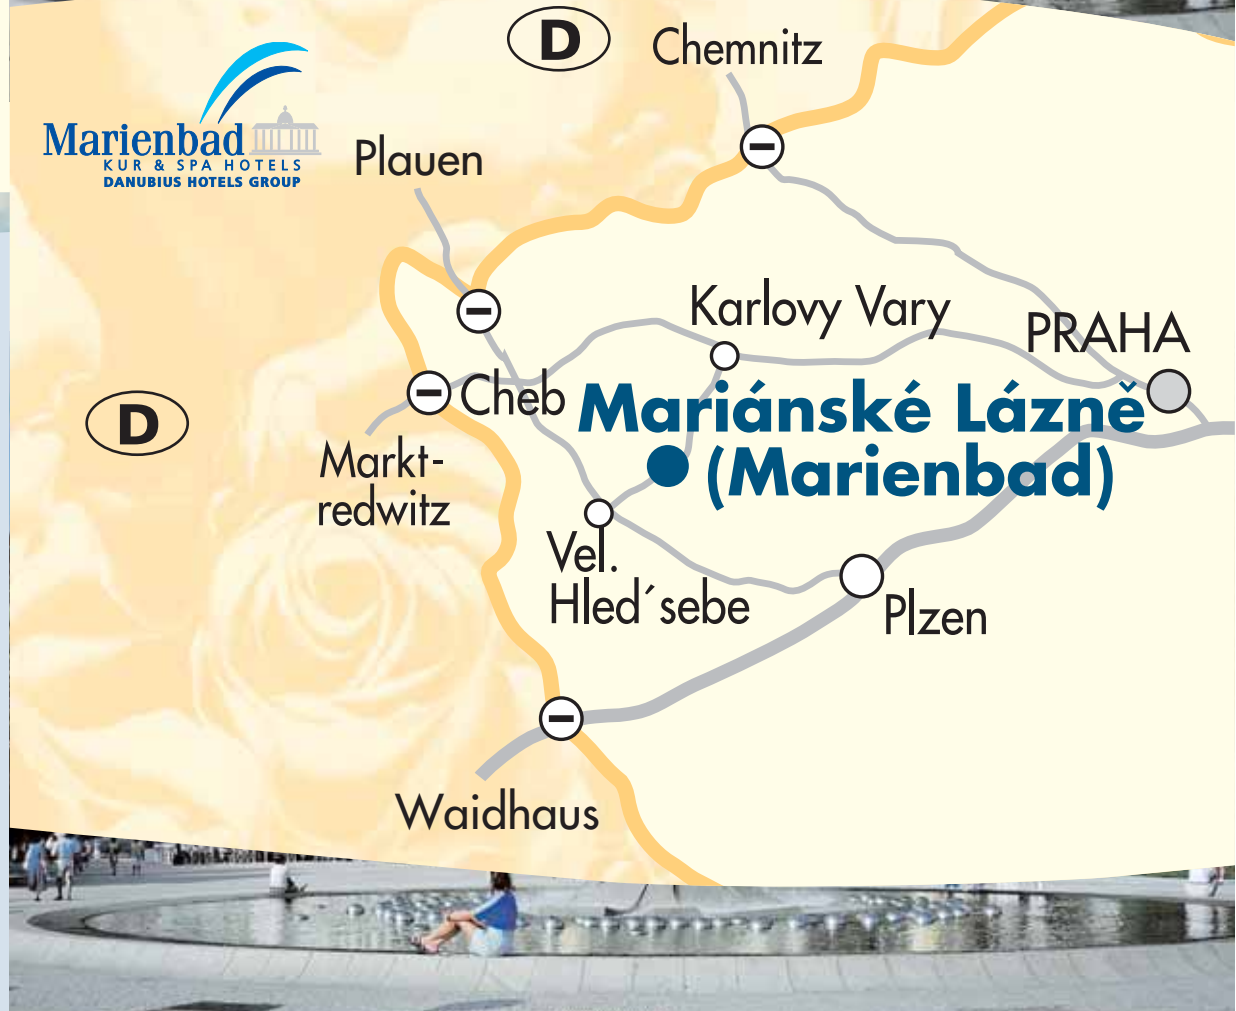 D
Chemnitz
Marienbad
KUR & SPA HOTELS
DANUBIUS HOTELS GROUP
Plauen
Karlovy Vary
PRAHA
D
Cheb
Mariánské Lázně
(Marienbad)
Markt-
redwitz
Vel.
Hled´sebe
Plzen
Waidhaus